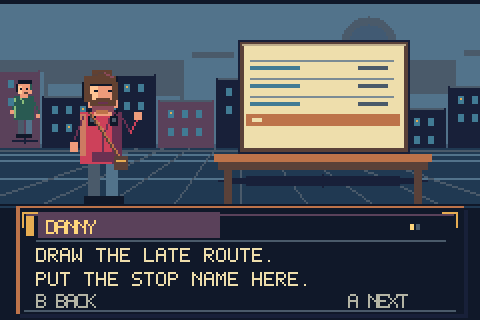 DANNY
DRAW THE LATE ROUTE.
PUT THE STOP NAME HERE.
B BACK
A NEXT